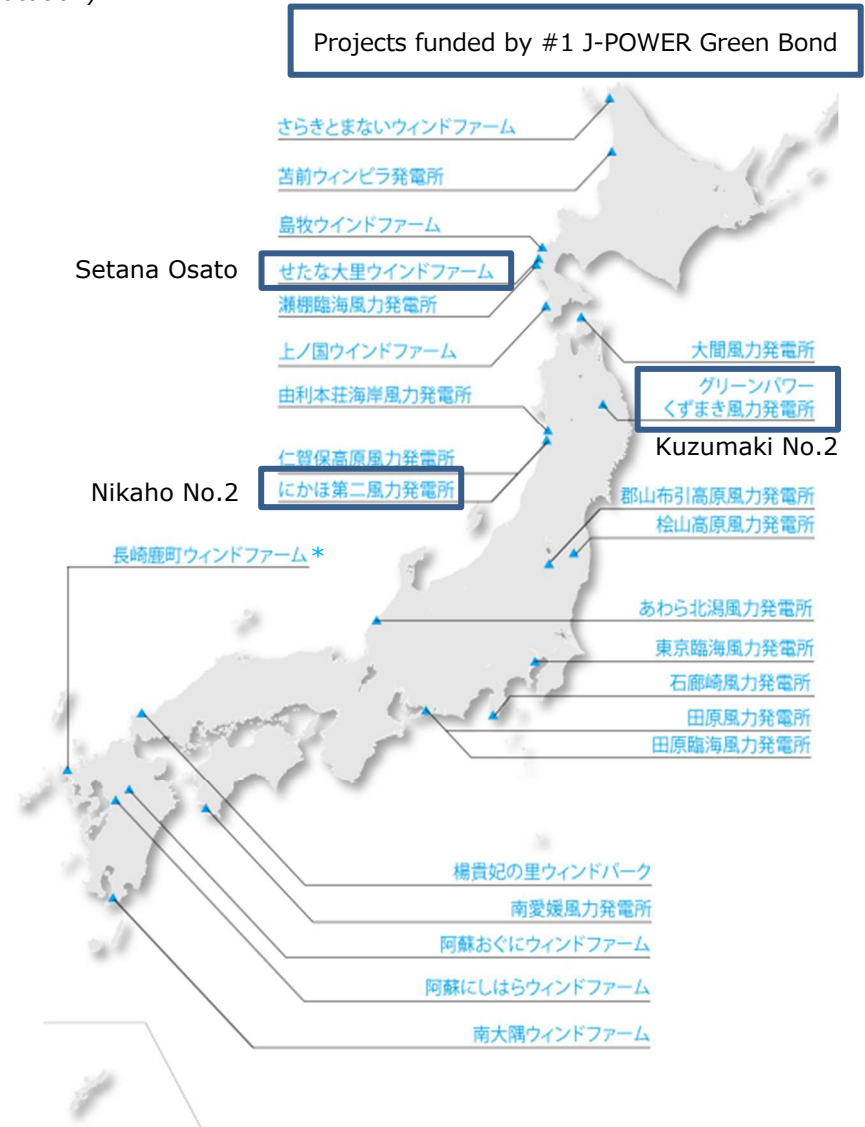 Projects funded by #1 J-POWER Green Bond
さらきとまないウィンドファーム
苫前ウィンビラ発電所
島牧ウインドファーム
Setana Osato
せたな大里ウインドファーム
瀬棚臨海風力発電所
上ノ国ウインドファーム
大間風力発電所
グリーンパワー
くずまき風力発電所
Kuzumaki No.2
由利本荘海岸風力発電所
仁賀保高原風力発電所
Nikaho No.2
にかほ第二風力発電所
郡山布引高原風力発電所
桧山高原風力発電所
長崎鹿町ウィンドファーム*
あわら北潟風力発電所
東京臨海風力発電所
石廊崎風力発電所
田原風力発電所
田原臨海風力発電所
楊貴妃の里ウィンドパーク
南愛媛風力発電所
阿蘇おぐにウィンドファーム
阿蘇にしはらウィンドファーム
南大隅ウィンドファーム